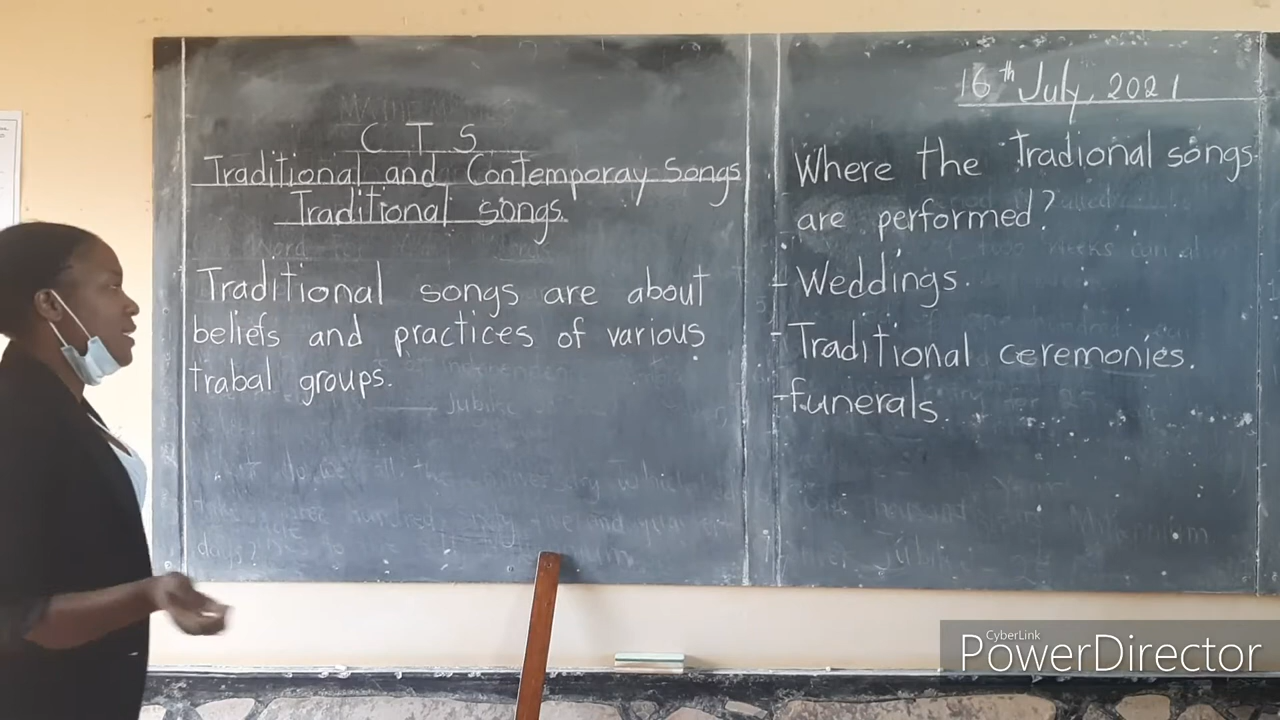 C T S
Traditional and Contemporay Songs
Traditional songs.
Traditional songs are about
beliefs and practices of various
trabal groups.
16th July, 2021
Where the Tradional songs
are performed?
- Weddings.
- Traditional ceremonies.
- funerals
CyberLink
PowerDirector